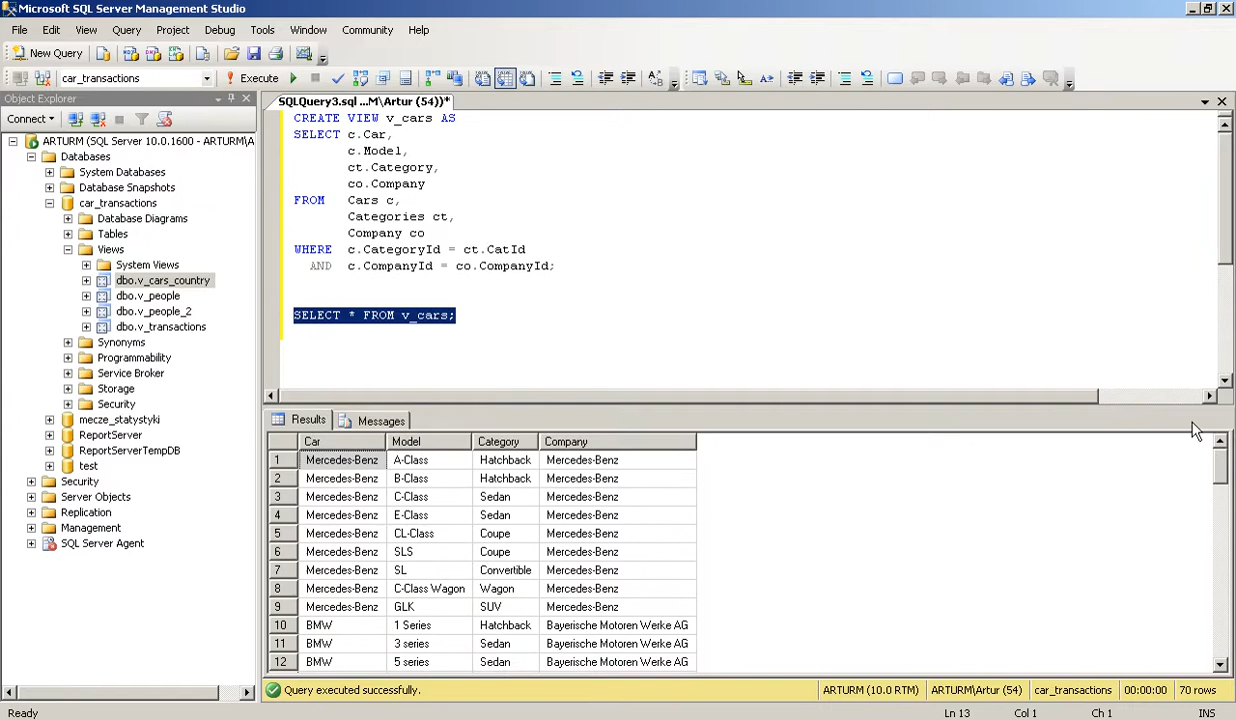 Microsoft SQL Server Management Studio
File Edit View Query Project Debug Tools Window Community Help
New Query
car_transactions Execute
Object Explorer
Connect
ARTURM (SQL Server 10.0.1600 - ARTURM\A
Databases
System Databases
Database Snapshots
car_transactions
Database Diagrams
Tables
Views
System Views
dbo.v_cars_country
dbo.v_people
dbo.v_people_2
dbo.v_transactions
Synonyms
Programmability
Service Broker
Storage
Security
mecze_statystyki
ReportServer
ReportServerTempDB
test
Security
Server Objects
Replication
Management
SQL Server Agent
SQLQuery3.sql ...M\Artur (54))*
CREATE VIEW v_cars AS
SELECT c.Car,
c.Model,
ct.Category,
co.Company
FROM Cars c,
Categories ct,
Company co
WHERE c.CategoryId = ct.CatId
AND c.CompanyId = co.CompanyId;
SELECT * FROM v_cars;
Results Messages
Car Model Category Company
1 Mercedes-Benz A-Class Hatchback Mercedes-Benz
2 Mercedes-Benz B-Class Hatchback Mercedes-Benz
3 Mercedes-Benz C-Class Sedan Mercedes-Benz
4 Mercedes-Benz E-Class Sedan Mercedes-Benz
5 Mercedes-Benz CL-Class Coupe Mercedes-Benz
6 Mercedes-Benz SLS Coupe Mercedes-Benz
7 Mercedes-Benz SL Convertible Mercedes-Benz
8 Mercedes-Benz C-Class Wagon Wagon Mercedes-Benz
9 Mercedes-Benz GLK SUV Mercedes-Benz
10 BMW 1 Series Hatchback Bayerische Motoren Werke AG
11 BMW 3 series Sedan Bayerische Motoren Werke AG
12 BMW 5 series Sedan Bayerische Motoren Werke AG
Query executed successfully. ARTURM (10.0 RTM) ARTURM\Artur (54) car_transactions 00:00:00 70 rows
Ready Ln 13 Col 1 Ch 1 INS